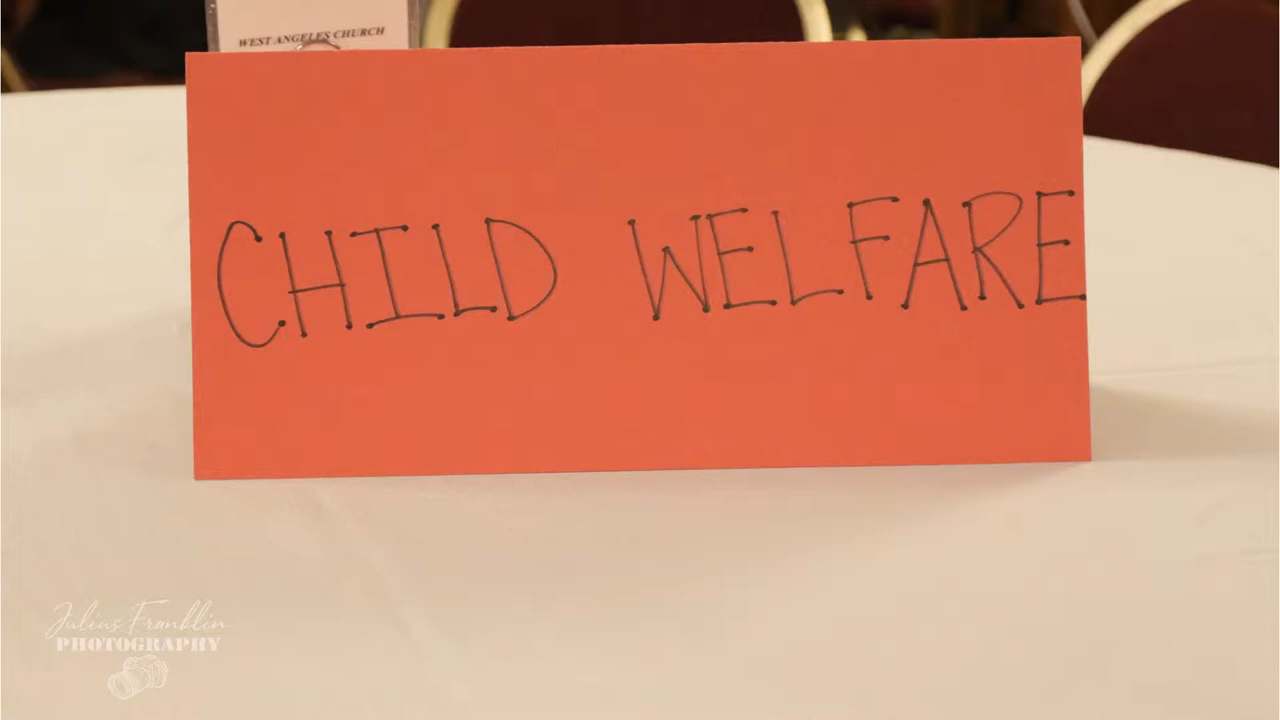 WEST ANGELES CHURCH
CHILD WELFARE
Julius Franklin
PHOTOGRAPHY